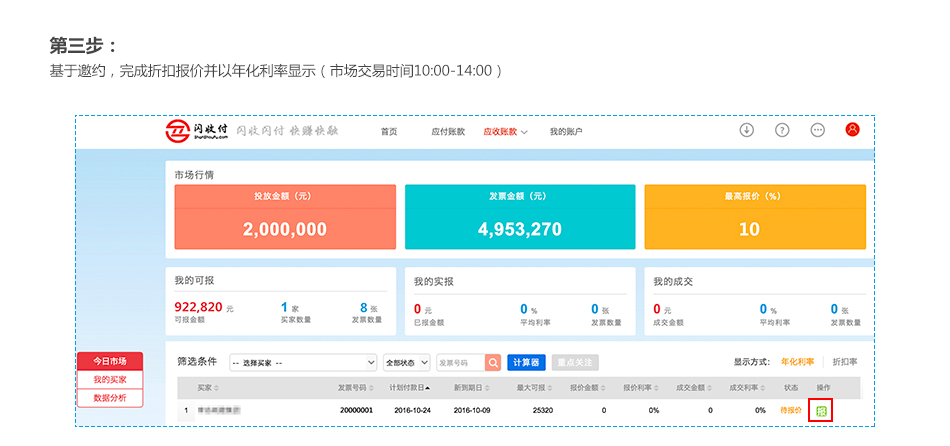 第三步：
基于邀约，完成折扣报价并以年化利率显示（市场交易时间10:00-14:00）
闪收付 闪收闪付 快赚快融
ShanShouFu.com
首页 应付账款 应收账款 我的账户
市场行情
投放金额（元） 发票金额（元） 最高报价（%）
2,000,000 4,953,270 10
我的可报 我的实报 我的成交
922,820 元 1 家 8 张 0 元 0 % 0 张 0 元 0 % 0 张
可报金额 买家数量 发票数量 已报金额 平均利率 发票数量 成交金额 平均利率 发票数量
今日市场
我的买家
数据分析
筛选条件 -- 选择买家 -- 全部状态 发票号码 计算器 重点关注 显示方式： 年化利率 折扣率
买家 发票号码 计划付款日 新到期日 最大可报 报价金额 报价利率 成交金额 成交利率 状态 操作
1 20000001 2016-10-24 2016-10-09 25320 0 0% 0 0% 待报价 报